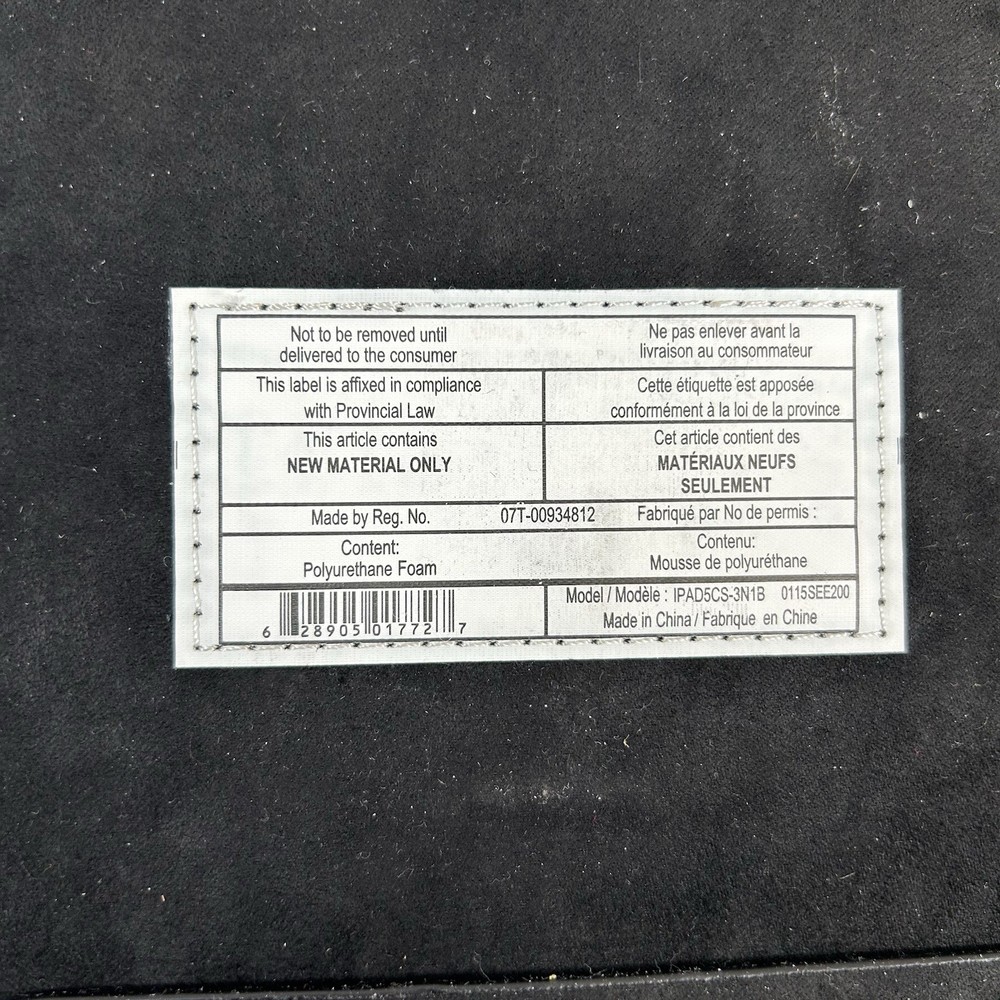 Not to be removed until
delivered to the consumer
Ne pas enlever avant la
livraison au consommateur
This label is affixed in compliance
with Provincial Law
Cette étiquette est apposée
conformément à la loi de la province
This article contains
NEW MATERIAL ONLY
Cet article contient des
MATÉRIAUX NEUFS
SEULEMENT
Made by Reg. No. 07T-00934812 Fabriqué par No de permis :
Content:
Polyurethane Foam
Contenu:
Mousse de polyuréthane
6 28905 01772 7
Model / Modèle : IPAD5CS-3N1B 0115SEE200
Made in China / Fabrique en Chine